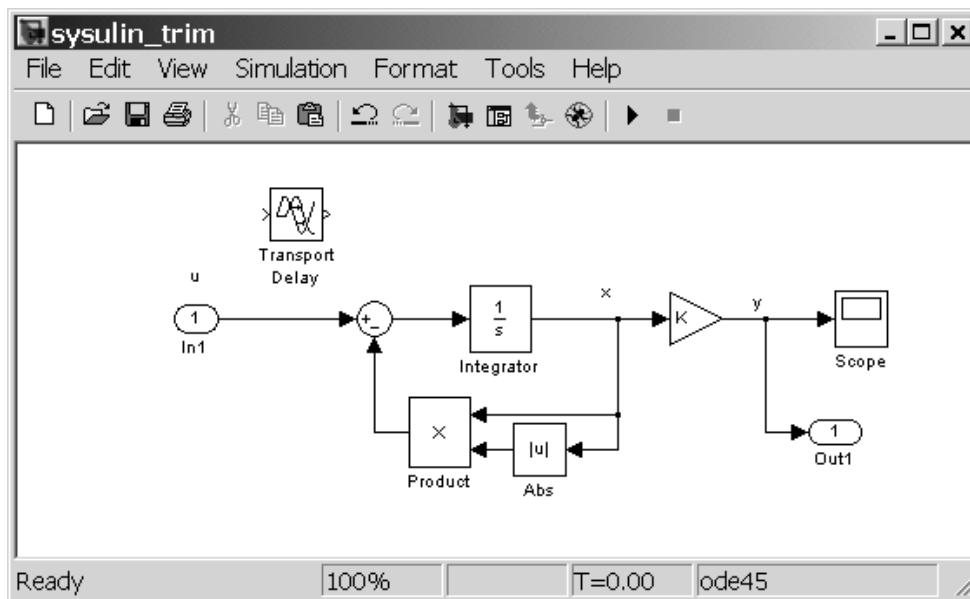 sysulin_trim
File Edit View Simulation Format Tools Help
Transport
Delay
u
1
In1
+
−
1
s
Integrator
x
K
y
Scope
×
Product
|u|
Abs
1
Out1
Ready 100% T=0.00 ode45